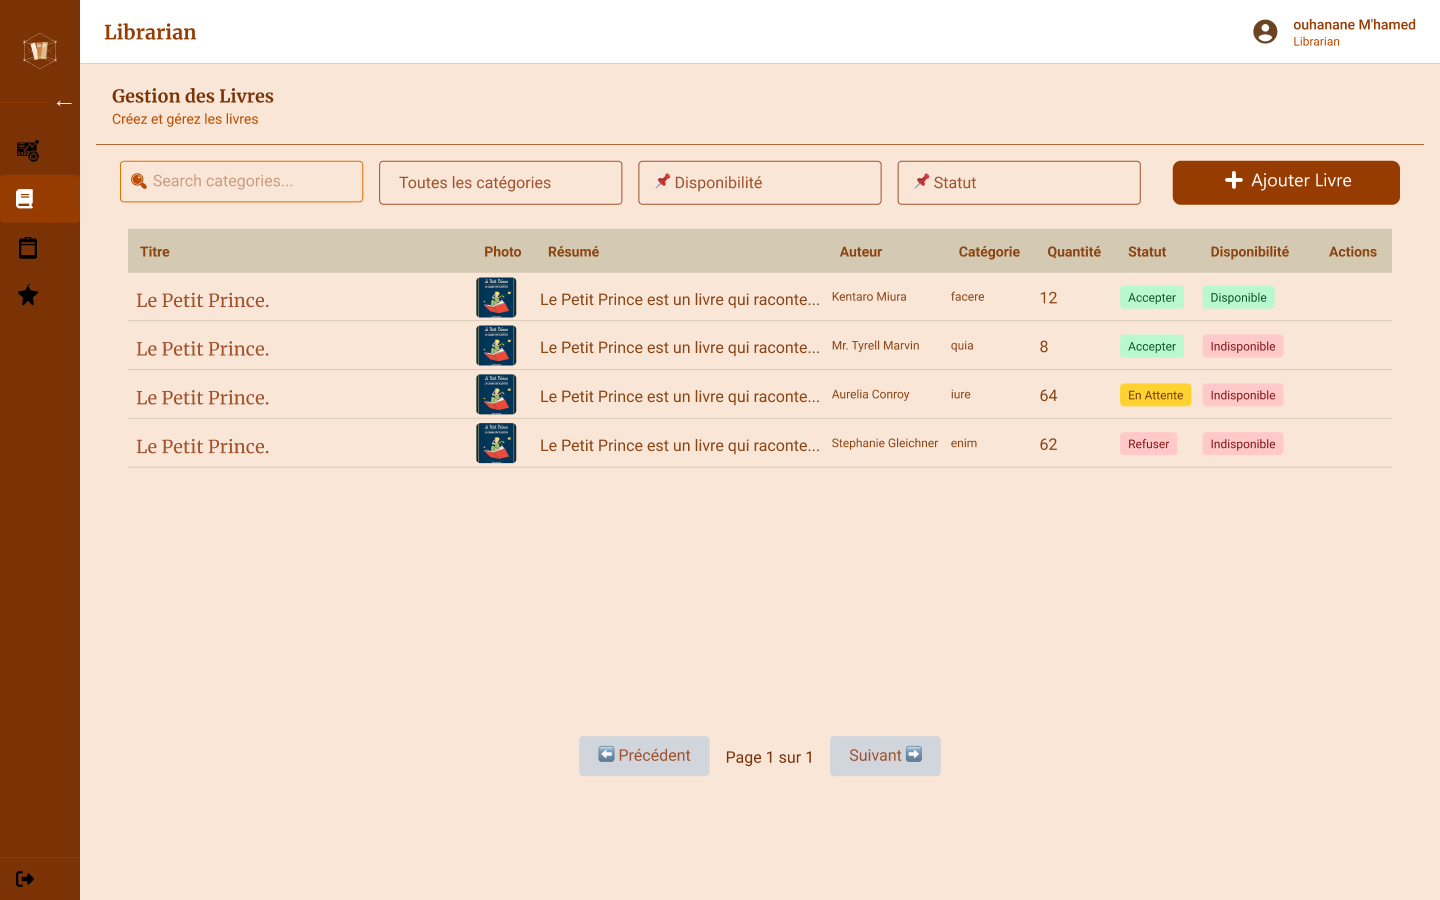 Librarian
ouhanane M'hamed
Librarian
Gestion des Livres
Créez et gérez les livres
Search categories...
Toutes les catégories
Disponibilité
Statut
Ajouter Livre
Titre Photo Résumé Auteur Catégorie Quantité Statut Disponibilité Actions
Le Petit Prince. Le Petit Prince est un livre qui raconte... Kentaro Miura facere 12 Accepter Disponible
Le Petit Prince. Le Petit Prince est un livre qui raconte... Mr. Tyrell Marvin quia 8 Accepter Indisponible
Le Petit Prince. Le Petit Prince est un livre qui raconte... Aurelia Conroy iure 64 En Attente Indisponible
Le Petit Prince. Le Petit Prince est un livre qui raconte... Stephanie Gleichner enim 62 Refuser Indisponible
Précédent Page 1 sur 1 Suivant